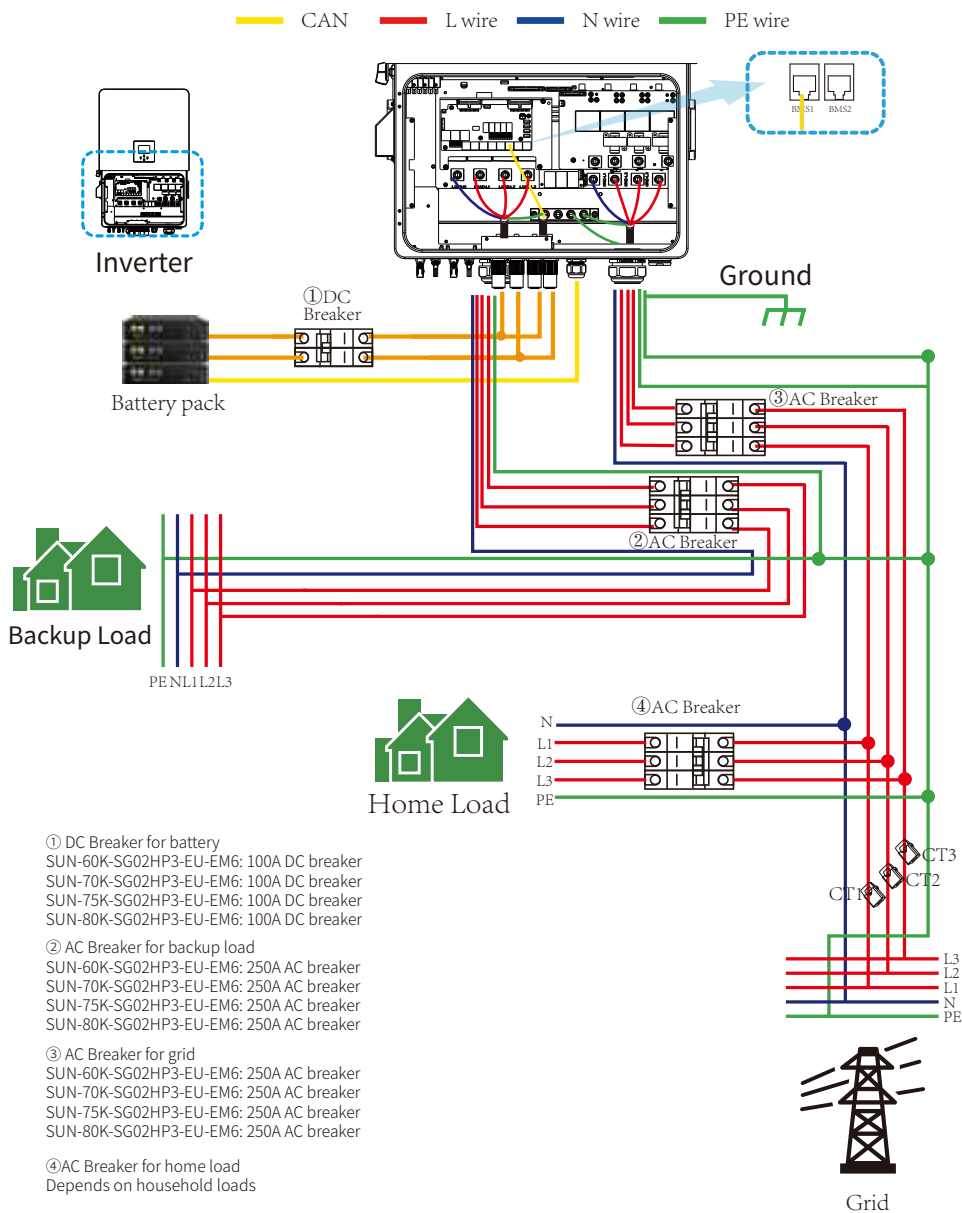 CAN L wire N wire PE wire
BMS1 BMS2
Inverter
Ground
①DC
Breaker
Battery pack
③AC Breaker
②AC Breaker
Backup Load
PE N L1 L2 L3
④AC Breaker
N
L1
L2
L3
PE
Home Load
CT3
CT2
CT1
L3
L2
L1
N
PE
① DC Breaker for battery
SUN-60K-SG02HP3-EU-EM6: 100A DC breaker
SUN-70K-SG02HP3-EU-EM6: 100A DC breaker
SUN-75K-SG02HP3-EU-EM6: 100A DC breaker
SUN-80K-SG02HP3-EU-EM6: 100A DC breaker
② AC Breaker for backup load
SUN-60K-SG02HP3-EU-EM6: 250A AC breaker
SUN-70K-SG02HP3-EU-EM6: 250A AC breaker
SUN-75K-SG02HP3-EU-EM6: 250A AC breaker
SUN-80K-SG02HP3-EU-EM6: 250A AC breaker
③ AC Breaker for grid
SUN-60K-SG02HP3-EU-EM6: 250A AC breaker
SUN-70K-SG02HP3-EU-EM6: 250A AC breaker
SUN-75K-SG02HP3-EU-EM6: 250A AC breaker
SUN-80K-SG02HP3-EU-EM6: 250A AC breaker
④AC Breaker for home load
Depends on household loads
Grid